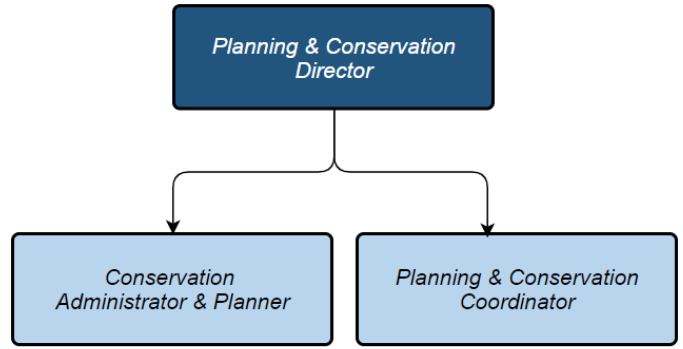 Planning & Conservation
Director
Conservation
Administrator & Planner
Planning & Conservation
Coordinator